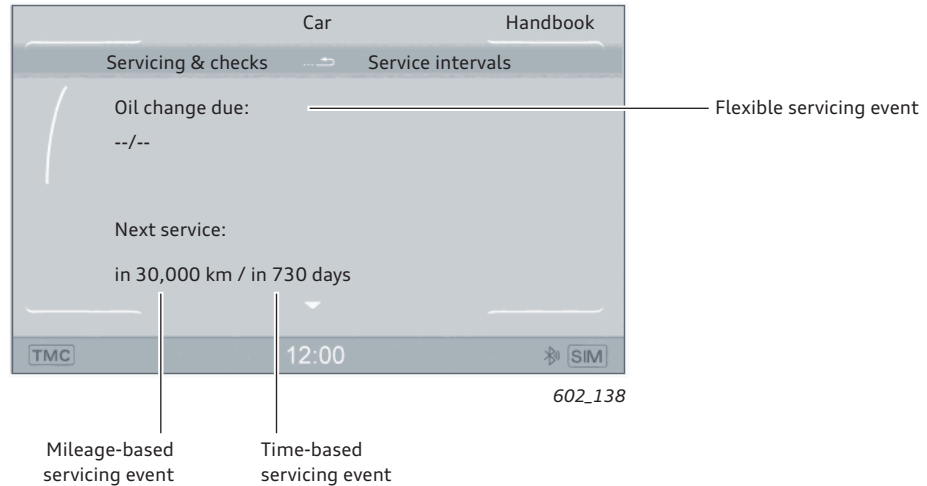 Car
Handbook
Servicing & checks
Service intervals
Oil change due:
Flexible servicing event
--/--
Next service:
in 30,000 km / in 730 days
TMC
12:00
SIM
602_138
Mileage-based
servicing event
Time-based
servicing event